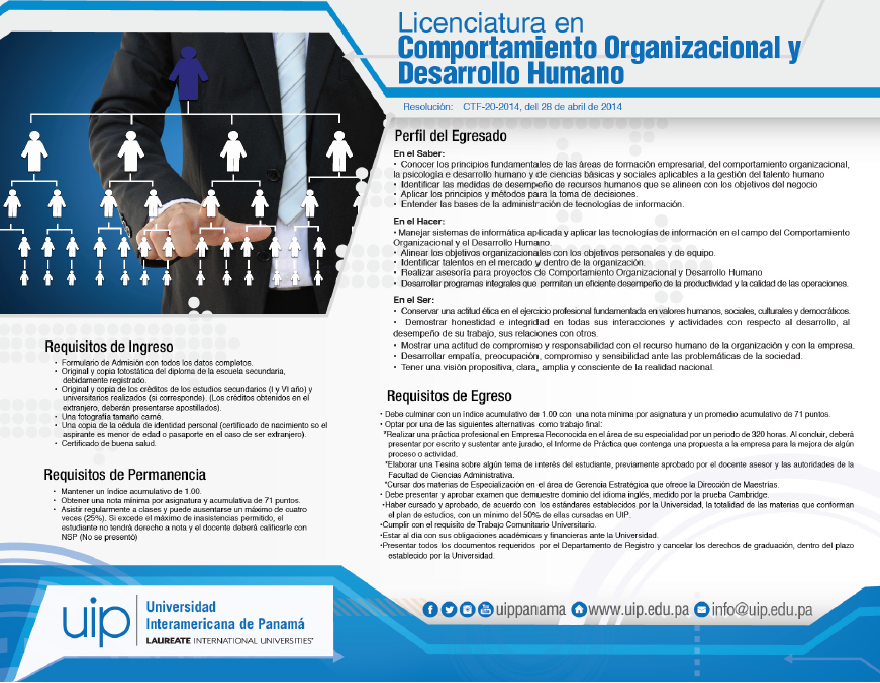 Licenciatura en
Comportamiento Organizacional y
Desarrollo Humano
Resolución: CTF-20-2014, dell 28 de abril de 2014
Perfil del Egresado
En el Saber:
• Conocer los principios fundamentales de las áreas de formación empresarial, del comportamiento organizacional,
la psicología e desarrollo humano y de ciencias básicas y sociales aplicables a la gestión del talento humano
• Identificar las medidas de desempeño de recursos humanos que se alineen con los objetivos del negocio
• Aplicar los principios y métodos para la toma de decisiones.
• Entender las bases de la administración de tecnologías de información.
En el Hacer:
• Manejar sistemas de informática aplicada y aplicar las tecnologías de información en el campo del Comportamiento
Organizacional y el Desarrollo Humano.
• Alinear los objetivos organizacionales con los objetivos personales y de equipo.
• Identificar talentos en el mercado y dentro de la organización.
• Realizar asesoría para proyectos de Comportamiento Organizacional y Desarrollo Humano
• Desarrollar programas integrales que permitan un eficiente desempeño de la productividad y la calidad de las operaciones.
En el Ser:
• Conservar una actitud ética en el ejercicio profesional fundamentada en valores humanos, sociales, culturales y democráticos.
• Demostrar honestidad e integridad en todas sus interacciones y actividades con respecto al desarrollo, al
desempeño de su trabajo, sus relaciones con otros.
• Mostrar una actitud de compromiso y responsabilidad con el recurso humano de la organización y con la empresa.
• Desarrollar empatía, preocupación, compromiso y sensibilidad ante las problemáticas de la sociedad.
• Tener una visión propositiva, clara, amplia y consciente de la realidad nacional.
Requisitos de Ingreso
• Formulario de Admisión con todos los datos completos.
• Original y copia fotostática del diploma de la escuela secundaria,
debidamente registrado.
• Original y copia de los créditos de los estudios secundarios (I y VI año) y
universitarios realizados (si corresponde). (Los créditos obtenidos en el
extranjero, deberán presentarse apostillados).
• Una fotografía tamaño carné.
• Una copia de la cédula de identidad personal (certificado de nacimiento so el
aspirante es menor de edad o pasaporte en el caso de ser extranjero).
• Certificado de buena salud.
Requisitos de Permanencia
• Mantener un índice acumulativo de 1.00.
• Obtener una nota mínima por asignatura y acumulativa de 71 puntos.
• Asistir regularmente a clases y puede ausentarse un máximo de cuatro
veces (25%). Si excede el máximo de inasistencias permitido, el
estudiante no tendrá derecho a nota y el docente deberá calificarle con
NSP (No se presentó)
Requisitos de Egreso
• Debe culminar con un índice acumulativo de 1.00 con una nota mínima por asignatura y un promedio acumulativo de 71 puntos.
• Optar por una de las siguientes alternativas como trabajo final:
*Realizar una práctica profesional en Empresa Reconocida en el área de su especialidad por un periodo de 320 horas. Al concluir, deberá
presentar por escrito y sustentar ante jurado, el Informe de Práctica que contenga una propuesta a la empresa para la mejora de algún
proceso o actividad.
*Elaborar una Tesina sobre algún tema de interés del estudiante, previamente aprobado por el docente asesor y las autoridades de la
Facultad de Ciencias Administrativa.
*Cursar dos materias de Especialización en el área de Gerencia Estratégica que ofrece la Dirección de Maestrías.
• Debe presentar y aprobar examen que demuestre dominio del idioma inglés, medido por la prueba Cambridge.
•Haber cursado y aprobado, de acuerdo con los estándares establecidos por la Universidad, la totalidad de las materias que conforman
el plan de estudios, con un mínimo del 50% de ellas cursadas en UIP.
•Cumplir con el requisito de Trabajo Comunitario Universitario.
•Estar al día con sus obligaciones académicas y financieras ante la Universidad.
•Presentar todos los documentos requeridos por el Departamento de Registro y cancelar los derechos de graduación, dentro del plazo
establecido por la Universidad.
uip
Universidad
Interamericana de Panamá
LAUREATE INTERNATIONAL UNIVERSITIES
uippanama www.uip.edu.pa info@uip.edu.pa